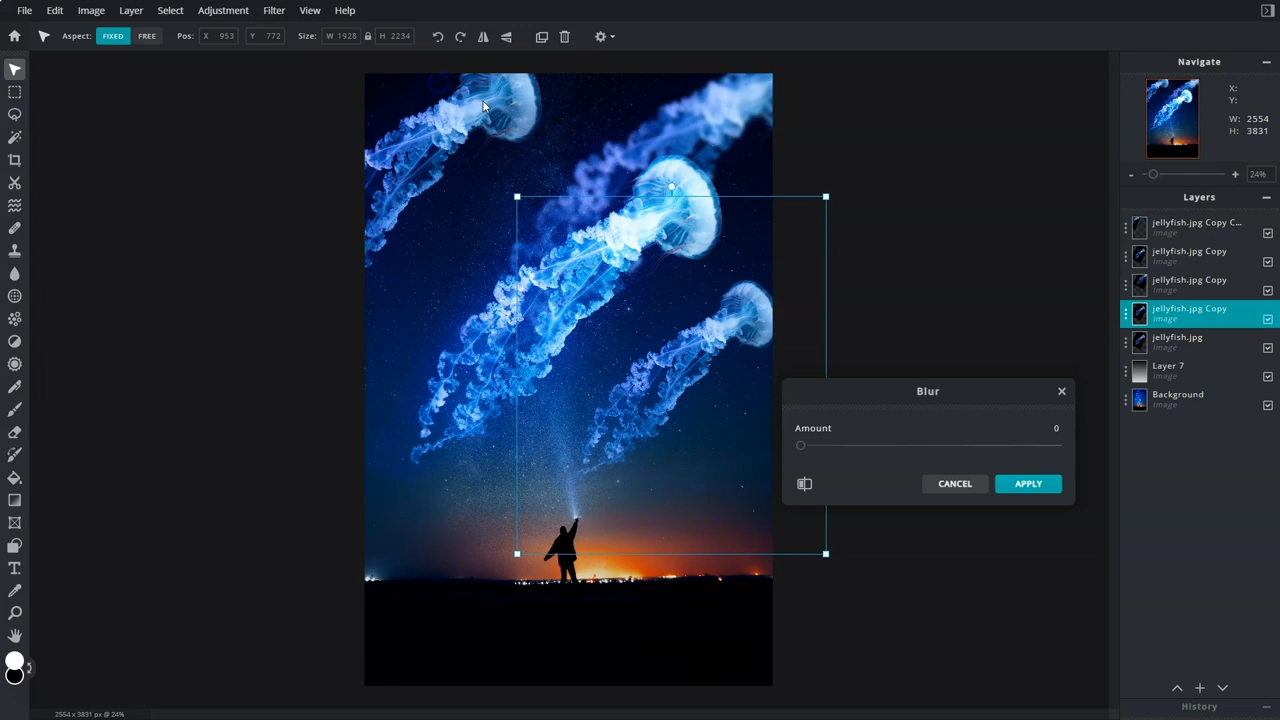 File Edit Image Layer Select Adjustment Filter View Help
Aspect: FIXED FREE Pos: X 953 Y 772 Size: W 1928 H 2234
Navigate
X:
Y:
W: 2554
H: 3831
- + 24%
Layers
jellyfish.jpg Copy C...
Image
jellyfish.jpg Copy
Image
jellyfish.jpg Copy
Image
jellyfish.jpg Copy
Image
jellyfish.jpg
Image
Layer 7
Image
Background
Image
Blur
Amount 0
CANCEL APPLY
History
2554 x 3831 px @ 24%